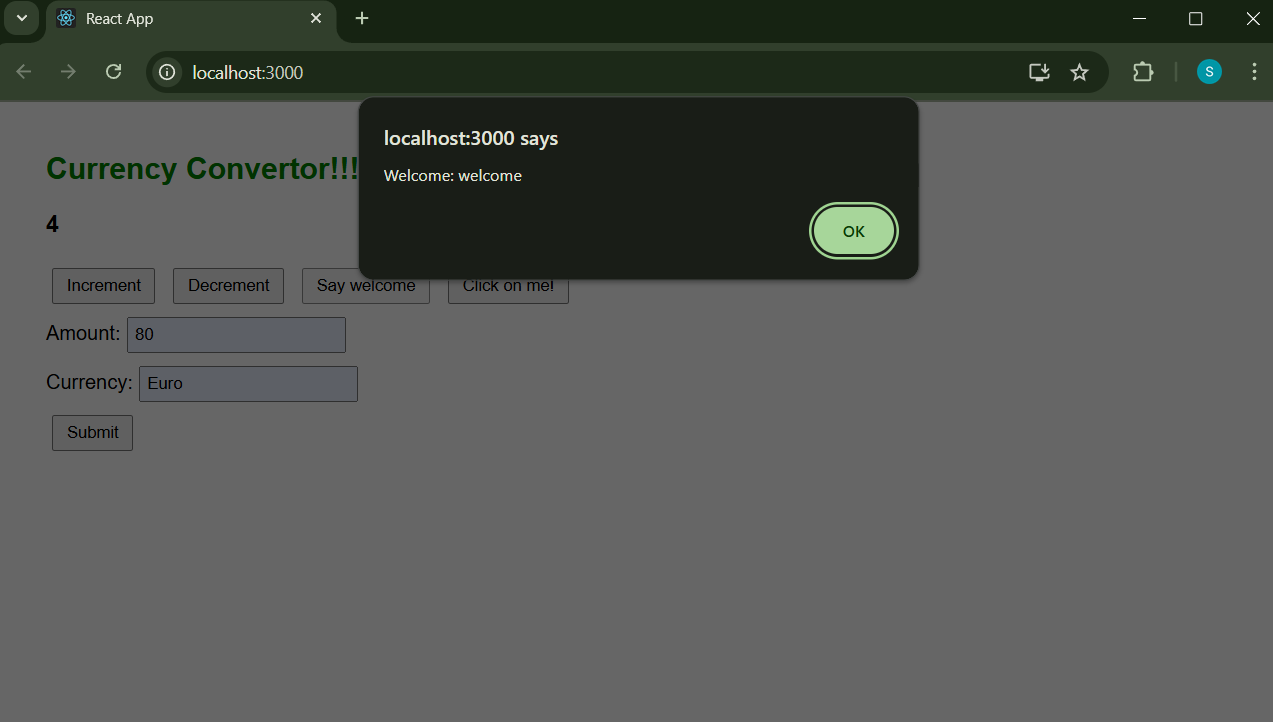 React App
localhost:3000
S
localhost:3000 says
Welcome: welcome
OK
Currency Convertor!!!
4
Increment Decrement Say welcome Click on me!
Amount: 80
Currency: Euro
Submit